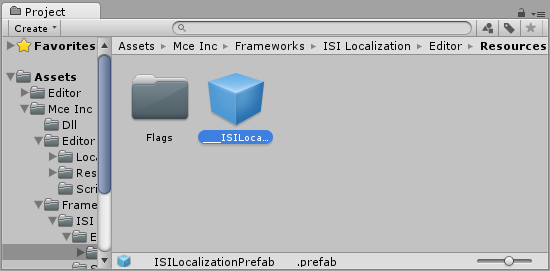 Project
Create
Favorites
Assets
Editor
Mce Inc
Dll
Editor
Loca
Res
Scri
Frame
ISI
E
Assets Mce Inc Frameworks ISI Localization Editor Resources
Flags
___ISILoca...
___ISILocalizationPrefab___.prefab